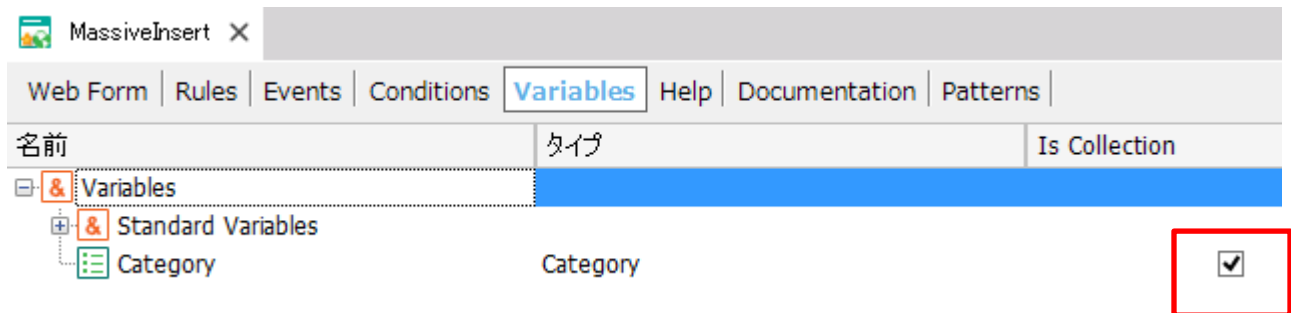 MassiveInsert
Web Form Rules Events Conditions Variables Help Documentation Patterns
名前 タイプ Is Collection
& Variables
& Standard Variables
Category Category